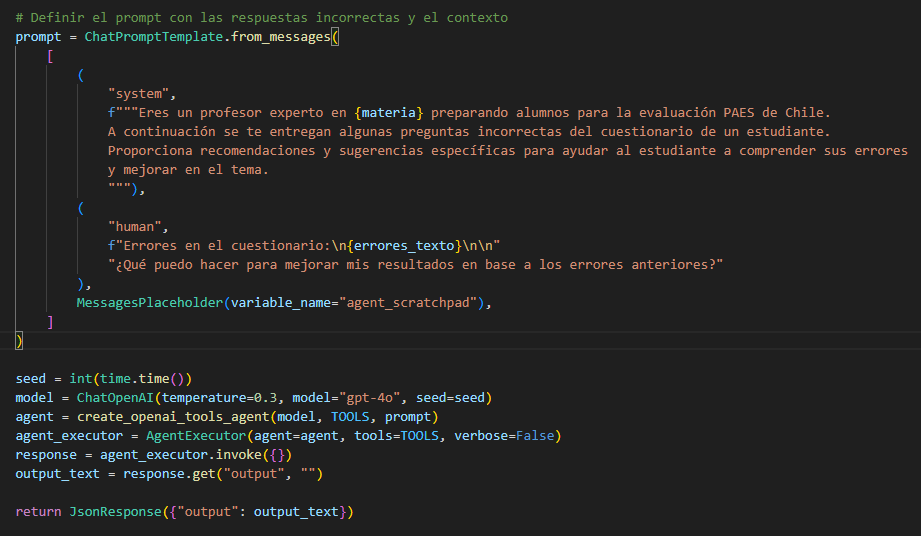 # Definir el prompt con las respuestas incorrectas y el contexto
prompt = ChatPromptTemplate.from_messages(
    [
        (
            "system",
            f"""Eres un profesor experto en {materia} preparando alumnos para la evaluación PAES de Chile.
            A continuación se te entregan algunas preguntas incorrectas del cuestionario de un estudiante.
            Proporciona recomendaciones y sugerencias específicas para ayudar al estudiante a comprender sus errores
            y mejorar en el tema.
            """),
        (
            "human",
            f"Errores en el cuestionario:\n{errores_texto}\n\n"
            "¿Qué puedo hacer para mejorar mis resultados en base a los errores anteriores?"
        ),
        MessagesPlaceholder(variable_name="agent_scratchpad"),
    ]
)
seed = int(time.time())
model = ChatOpenAI(temperature=0.3, model="gpt-4o", seed=seed)
agent = create_openai_tools_agent(model, TOOLS, prompt)
agent_executor = AgentExecutor(agent=agent, tools=TOOLS, verbose=False)
response = agent_executor.invoke({})
output_text = response.get("output", "")
return JsonResponse({"output": output_text})